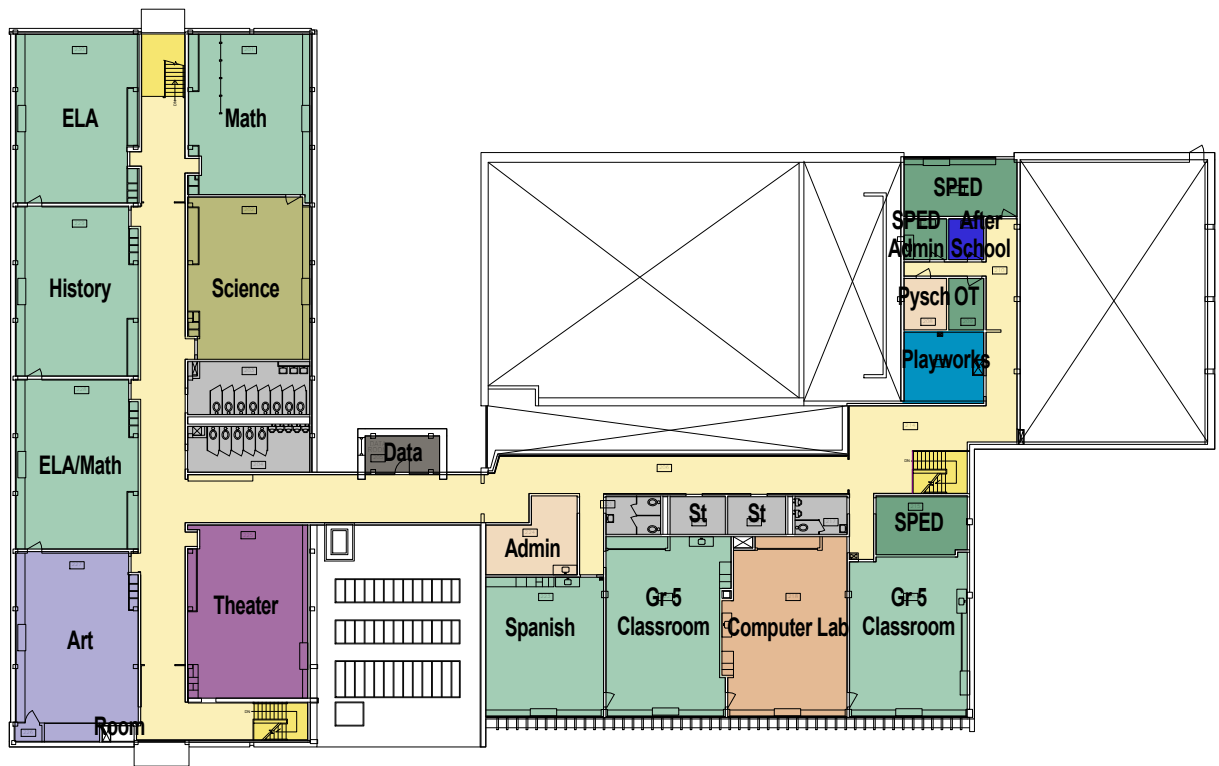 ELA
Math
SPED
SPED
Admin
After
School
History
Science
Pysch
OT
Playworks
ELA/Math
Data
Admin
St
St
SPED
Art
Theater
Spanish
Gr 5
Classroom
Computer Lab
Gr 5
Classroom
Room